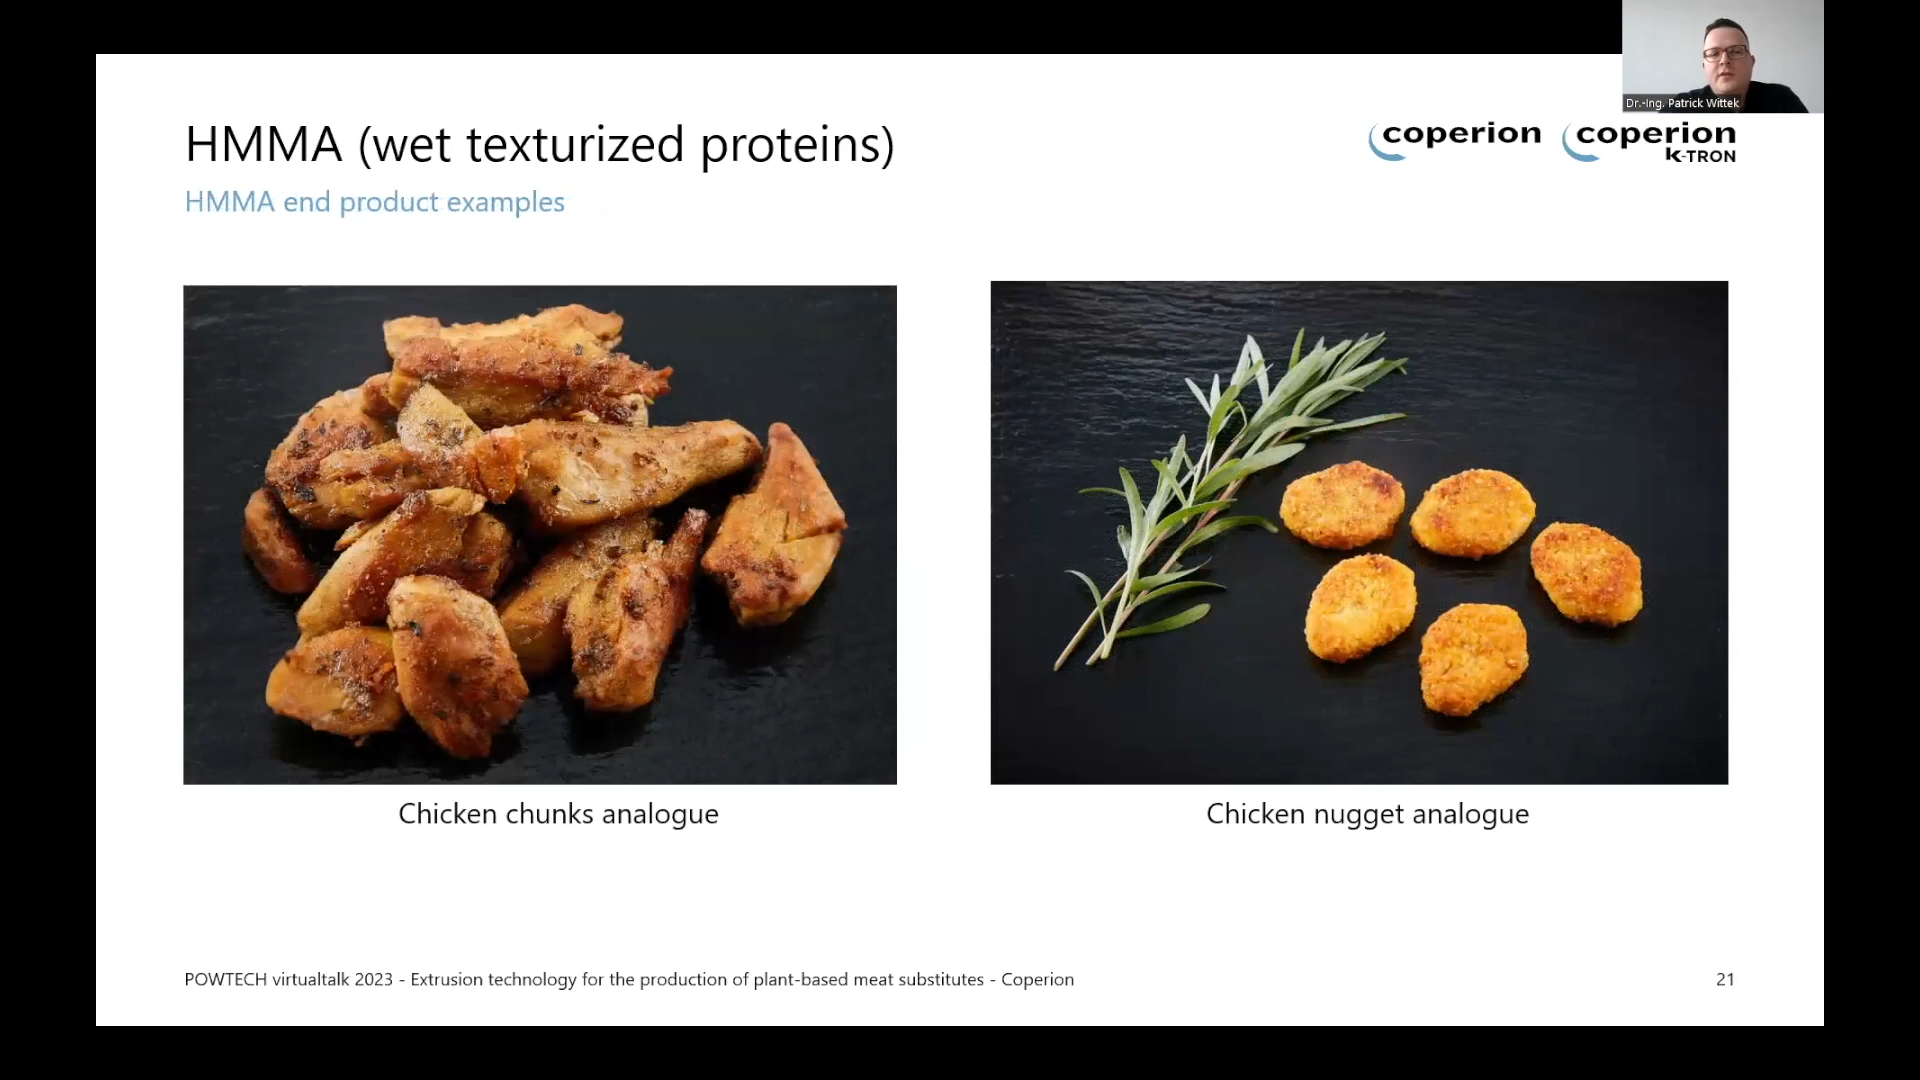 Dr.-Ing. Patrick Wittek
HMMA (wet texturized proteins)
coperion
coperion
K-TRON
HMMA end product examples
Chicken chunks analogue
Chicken nugget analogue
POWTECH virtualtalk 2023 - Extrusion technology for the production of plant-based meat substitutes - Coperion
21